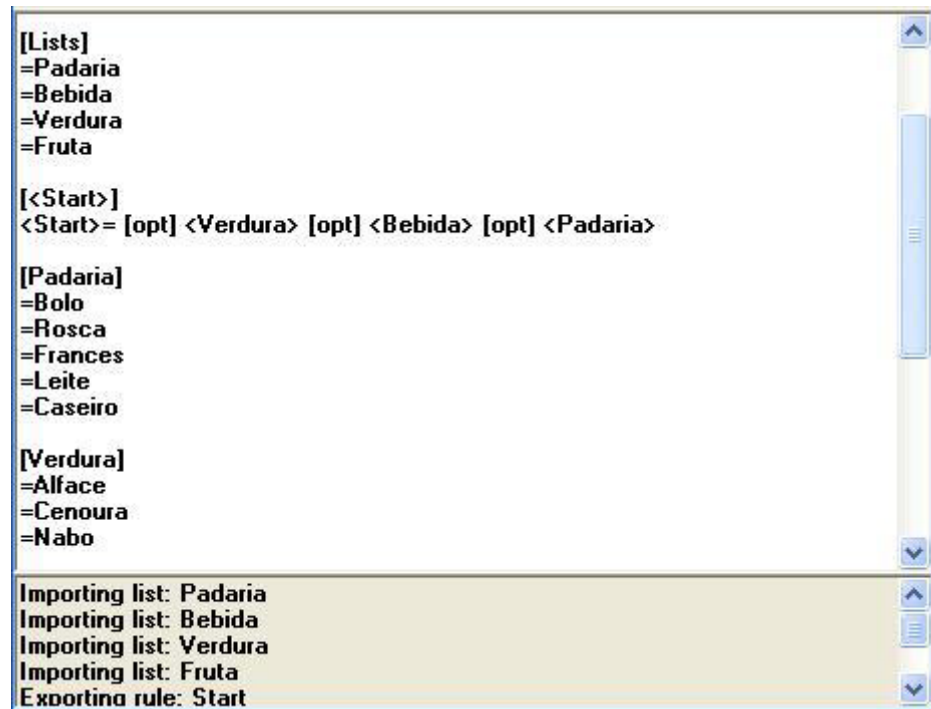 [Lists]
=Padaria
=Bebida
=Verdura
=Fruta
[<Start>]
<Start>= [opt] <Verdura> [opt] <Bebida> [opt] <Padaria>
[Padaria]
=Bolo
=Rosca
=Frances
=Leite
=Caseiro
[Verdura]
=Alface
=Cenoura
=Nabo
Importing list: Padaria
Importing list: Bebida
Importing list: Verdura
Importing list: Fruta
Exporting rule: Start